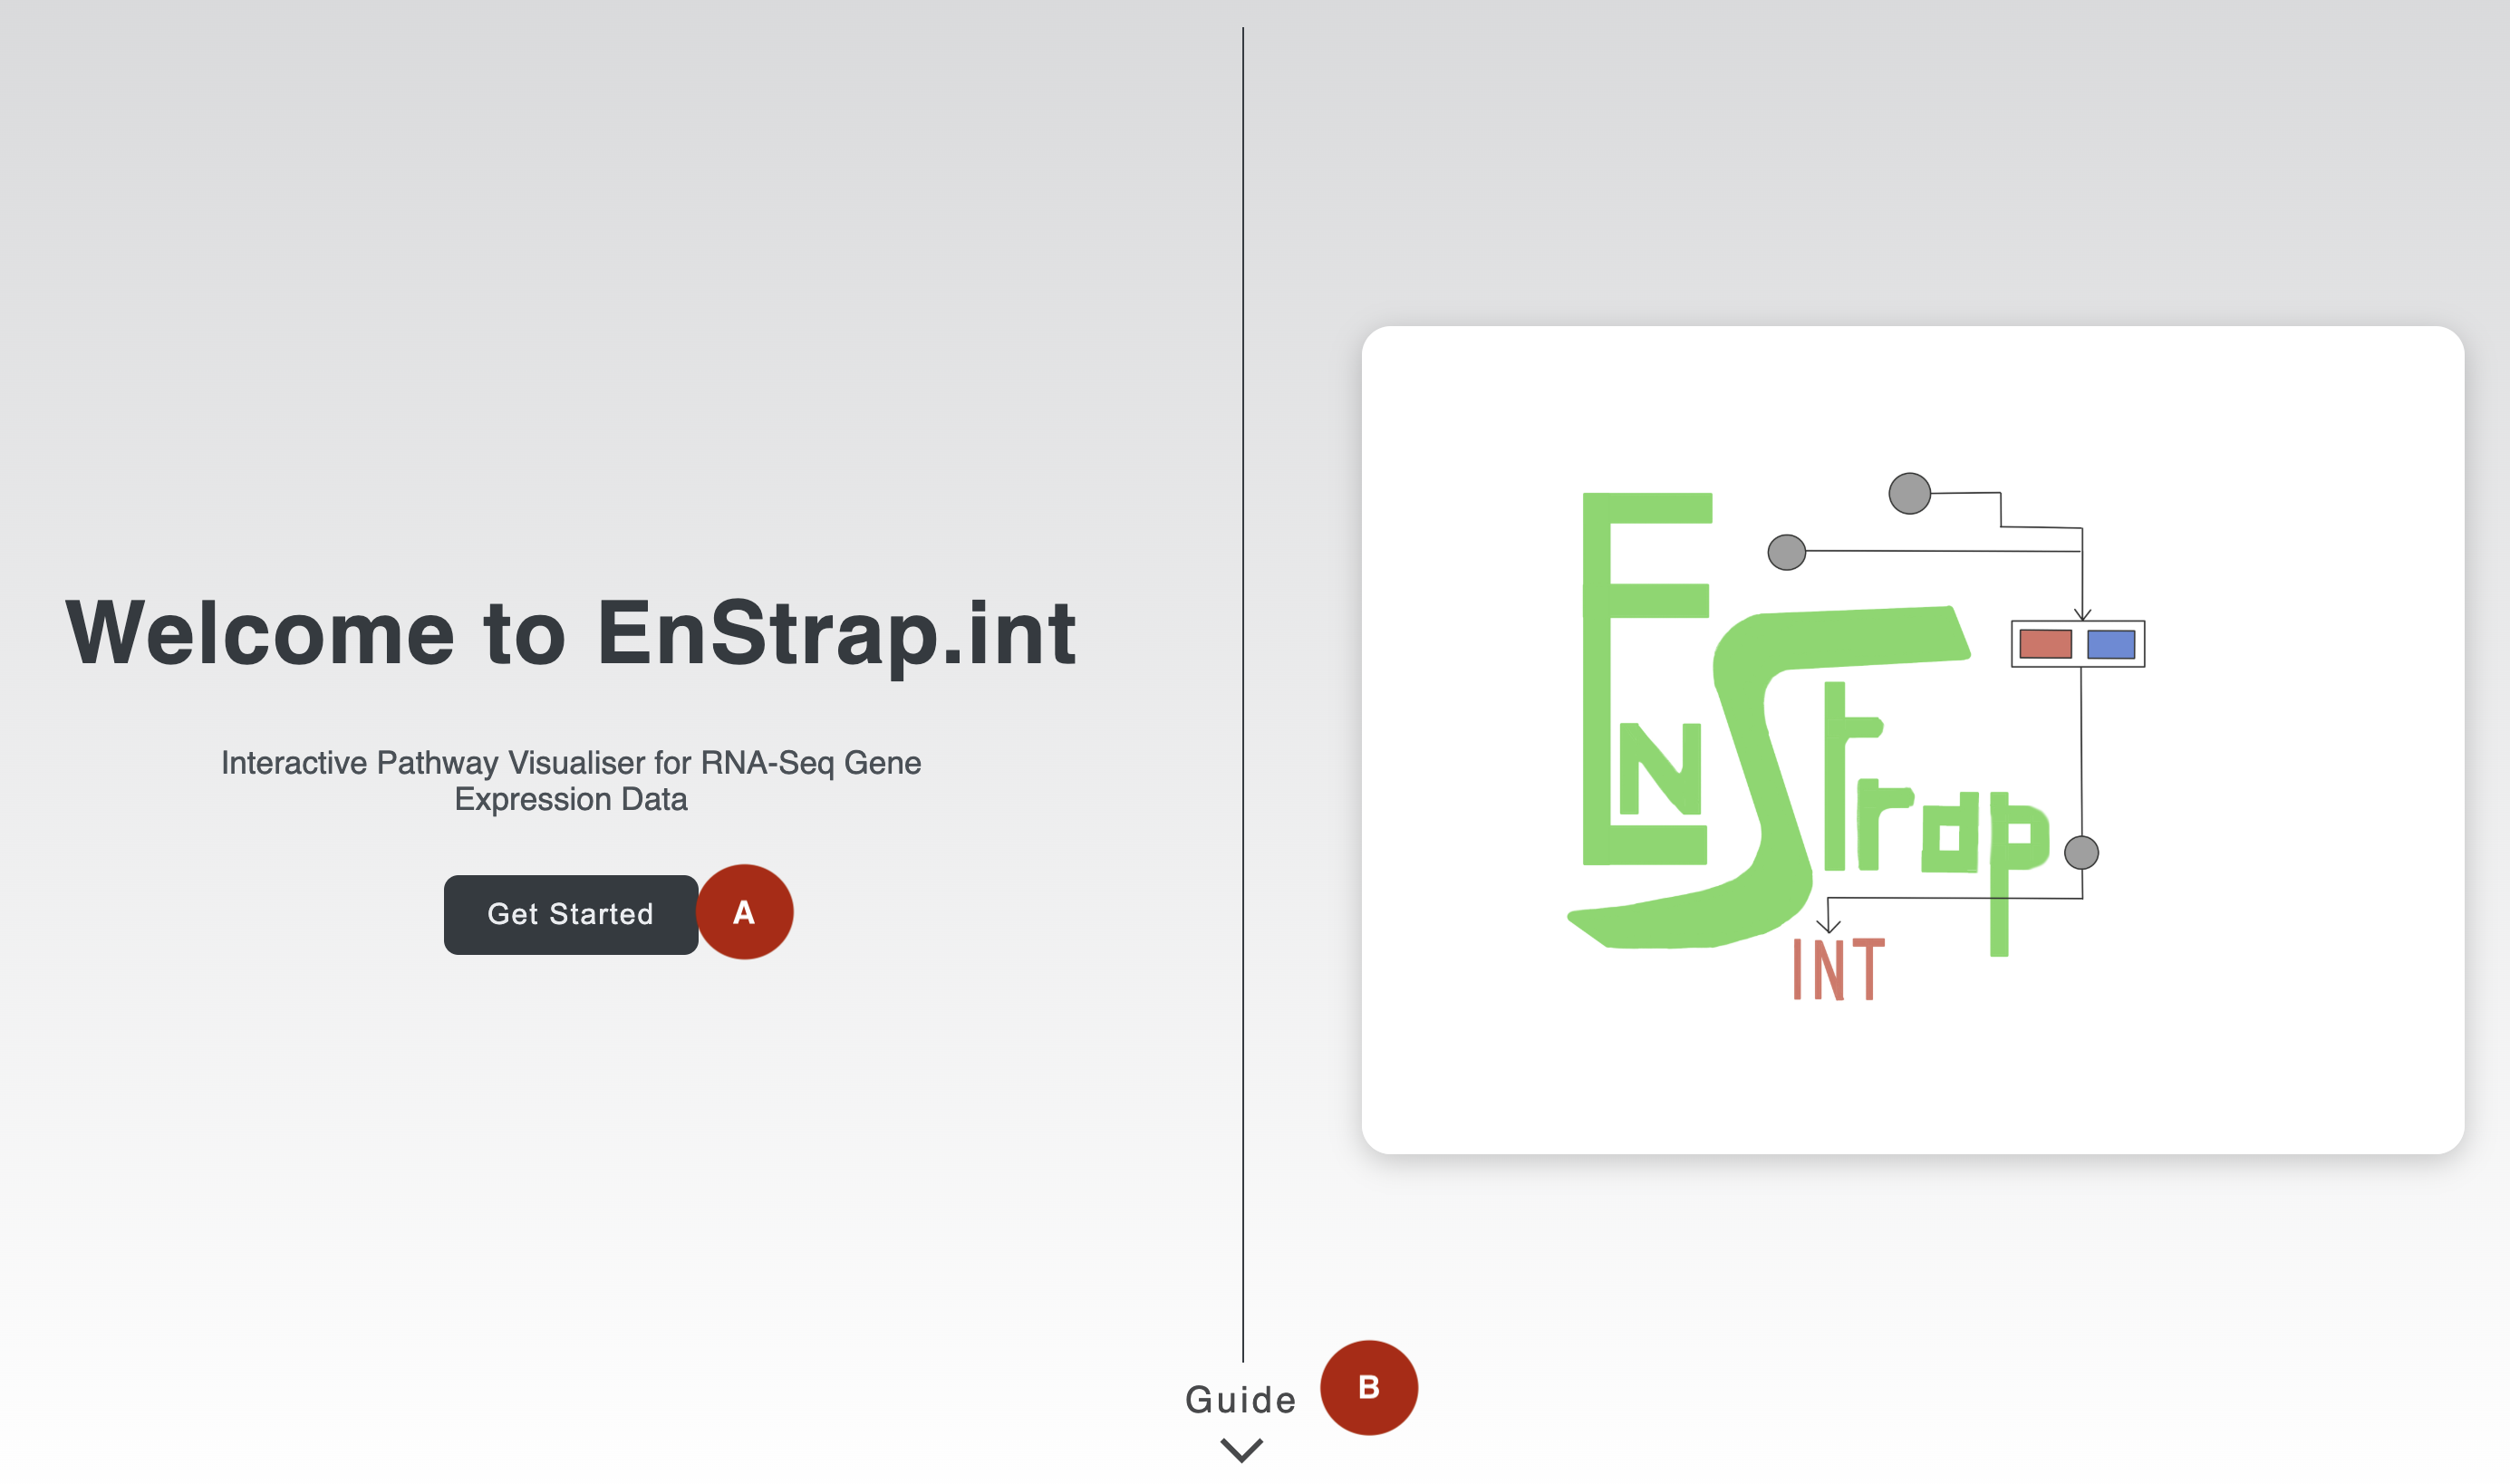 Welcome to EnStrap.int
Interactive Pathway Visualiser for RNA-Seq Gene
Expression Data
Get Started
A
EnStrap
INT
Guide
B